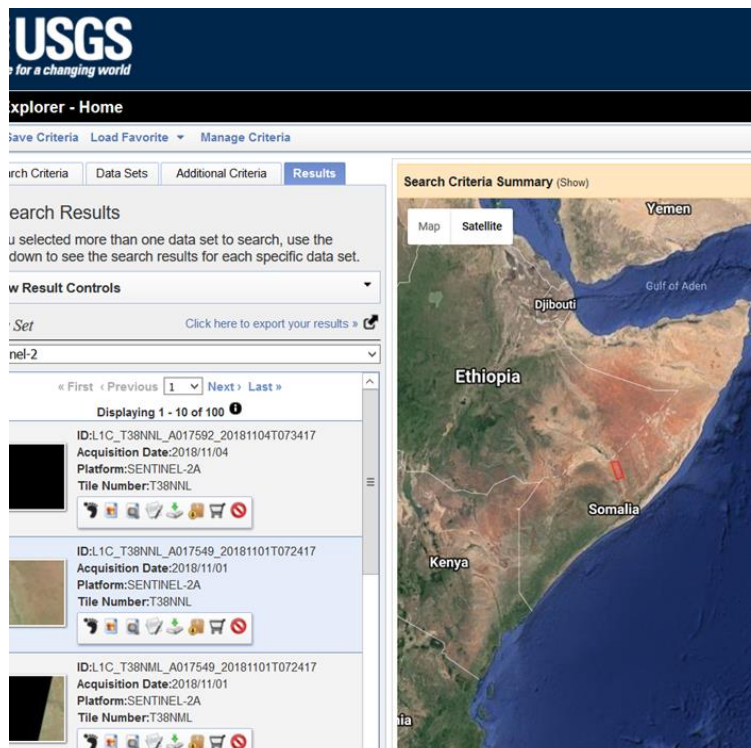 USGS
e for a changing world
xplorer - Home
Save Criteria Load Favorite Manage Criteria
arch Criteria Data Sets Additional Criteria Results
earch Results
u selected more than one data set to search, use the
down to see the search results for each specific data set.
w Result Controls
Set Click here to export your results »
nel-2
« First ‹ Previous 1 Next › Last »
Displaying 1 - 10 of 100
ID:L1C_T38NNL_A017592_20181104T073417
Acquisition Date:2018/11/04
Platform:SENTINEL-2A
Tile Number:T38NNL
ID:L1C_T38NNL_A017549_20181101T072417
Acquisition Date:2018/11/01
Platform:SENTINEL-2A
Tile Number:T38NNL
ID:L1C_T38NML_A017549_20181101T072417
Acquisition Date:2018/11/01
Platform:SENTINEL-2A
Tile Number:T38NML
Search Criteria Summary (Show)
Map Satellite
Yemen
Gulf of Aden
Djibouti
Ethiopia
Somalia
Kenya
nia